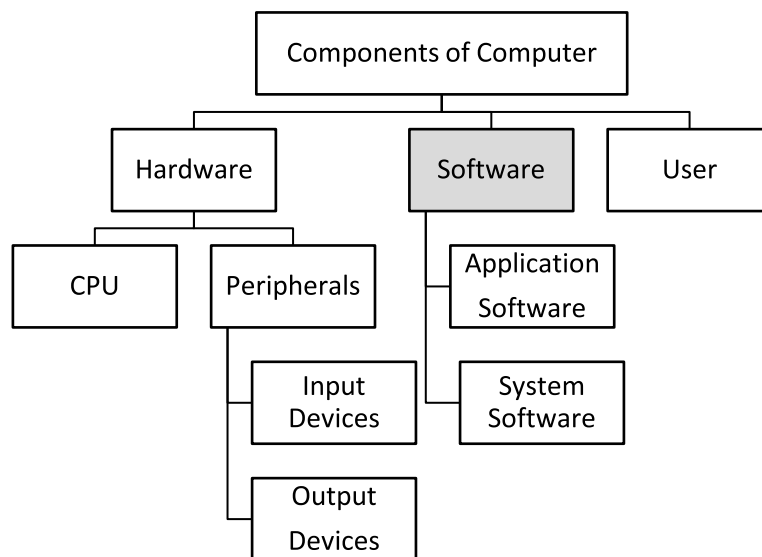 Components of Computer
Hardware
Software
User
CPU
Peripherals
Application
Software
Input
Devices
System
Software
Output
Devices